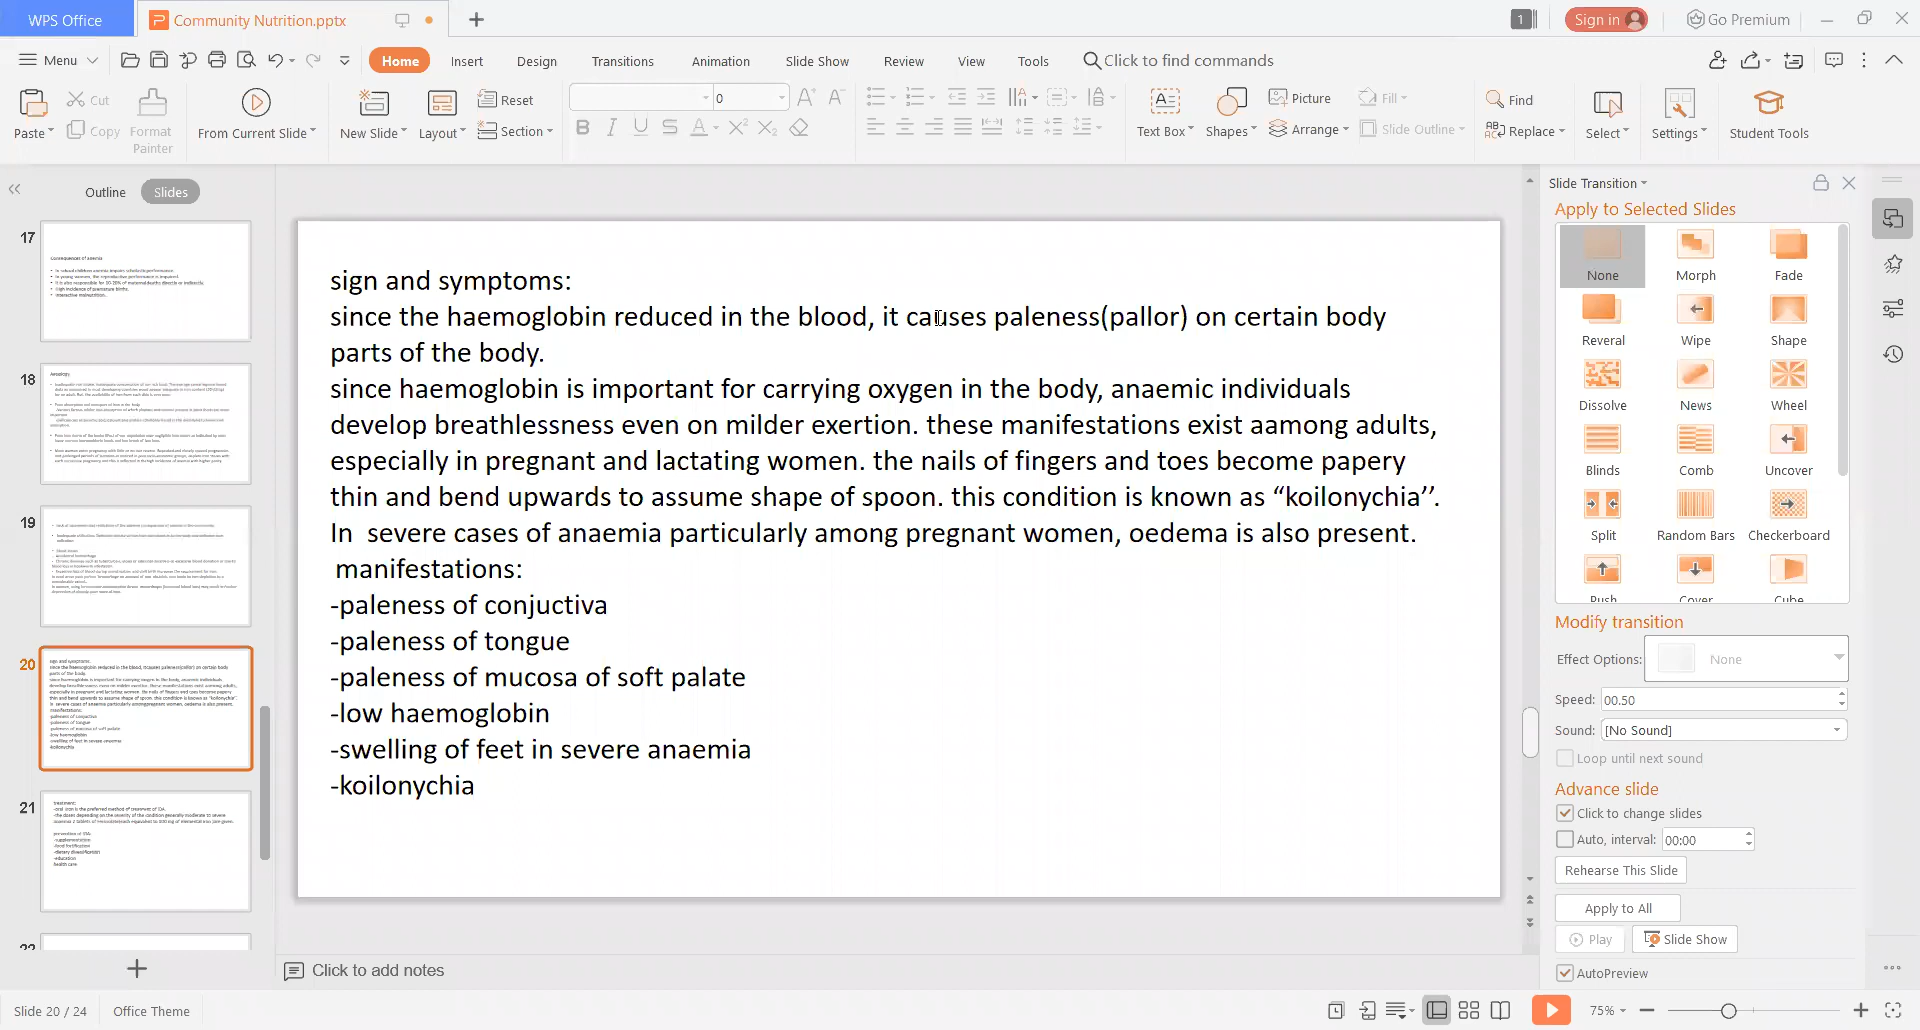 WPS Office
Community Nutrition.pptx
1
Sign in
Go Premium
Menu
Home
Insert
Design
Transitions
Animation
Slide Show
Review
View
Tools
Click to find commands
Paste
Cut
Copy
Format
Painter
From Current Slide
New Slide
Layout
Reset
Section
0
Text Box
Shapes
Picture
Arrange
Fill
Slide Outline
Find
Replace
Select
Settings
Student Tools
Outline
Slides
17
18
19
20
21
22
sign and symptoms:
since the haemoglobin reduced in the blood, it causes paleness(pallor) on certain body
parts of the body.
since haemoglobin is important for carrying oxygen in the body, anaemic individuals
develop breathlessness even on milder exertion. these manifestations exist aamong adults,
especially in pregnant and lactating women. the nails of fingers and toes become papery
thin and bend upwards to assume shape of spoon. this condition is known as “koilonychia’’.
In  severe cases of anaemia particularly among pregnant women, oedema is also present.
manifestations:
-paleness of conjuctiva
-paleness of tongue
-paleness of mucosa of soft palate
-low haemoglobin
-swelling of feet in severe anaemia
-koilonychia
Click to add notes
Slide Transition
Apply to Selected Slides
None
Morph
Fade
Reveral
Wipe
Shape
Dissolve
News
Wheel
Blinds
Comb
Uncover
Split
Random Bars
Checkerboard
Push
Cover
Cube
Modify transition
Effect Options:
None
Speed:
00.50
Sound:
[No Sound]
Loop until next sound
Advance slide
Click to change slides
Auto, interval:
00:00
Rehearse This Slide
Apply to All
Play
Slide Show
AutoPreview
Slide 20 / 24
Office Theme
75%